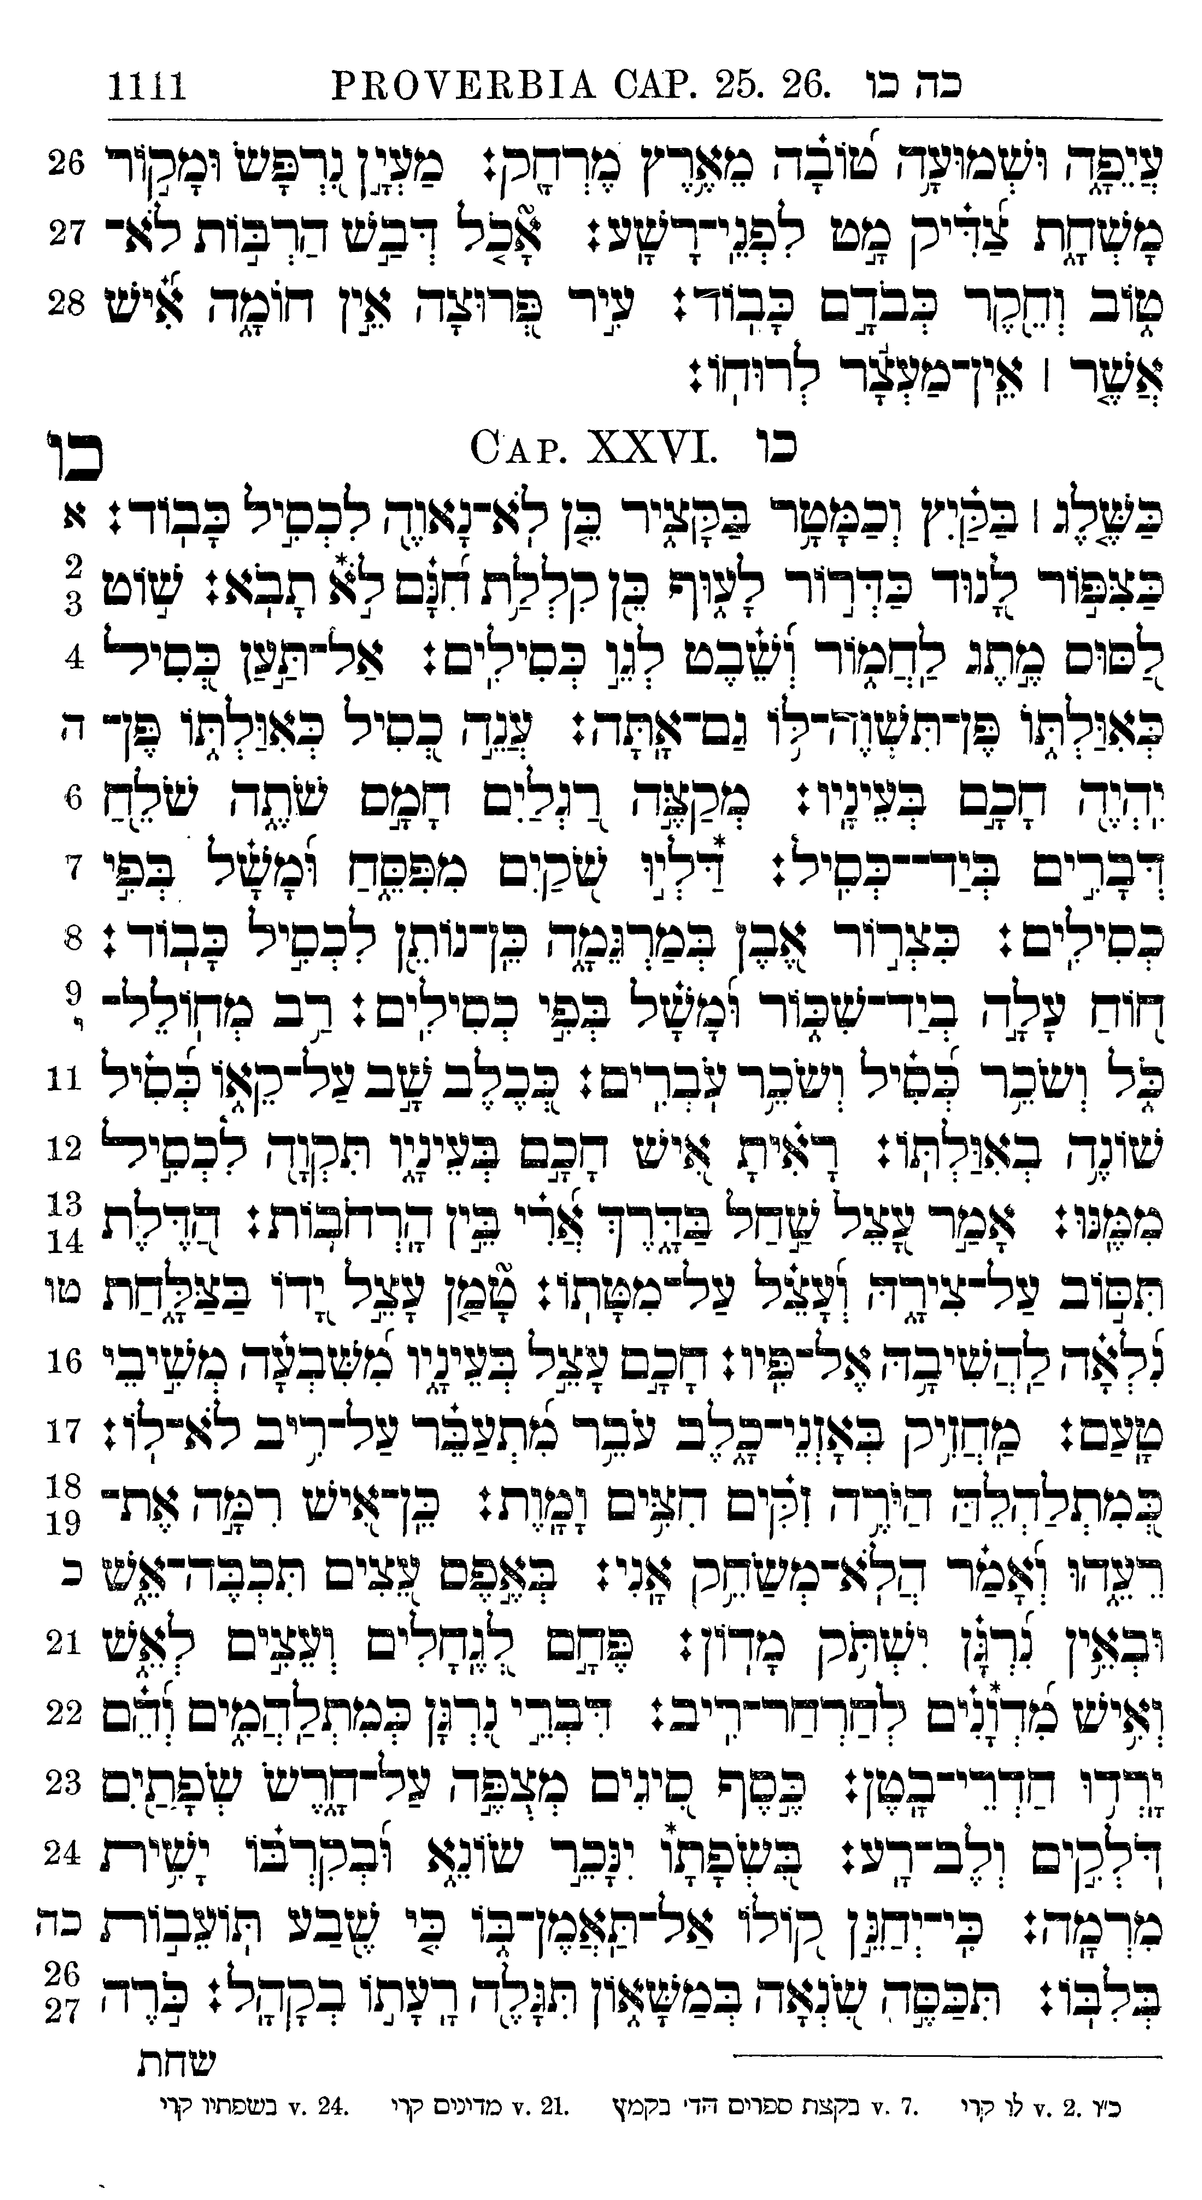 1111 PROVERBIA CAP. 25. 26. כה כו
26 עֲיֵפָ֑ה וּשְׁמוּעָ֥ה ט֝וֹבָ֗ה מֵאֶ֥רֶץ מֶרְחָֽק׃ מַעְיָ֣ן נִ֭רְפָּשׂ וּמָק֣וֹר
27 מָשְׁחָ֑ת צַ֝דִּ֗יק מָ֣ט לִפְנֵֽי־רָשָֽׁע׃ אָ֘כֹ֤ל דְּבַ֣שׁ הַרְבּ֣וֹת לֹא־
28 ט֑וֹב וְחֵ֖קֶר כְּבֹדָ֣ם כָּבֽוֹד׃ עִ֣יר פְּ֭רוּצָה אֵ֣ין חוֹמָ֑ה אִ֝֗ישׁ
אֲשֶׁ֤ר ׀ אֵֽין־מַעְצָ֬ר לְרוּחֽוֹ׃
כו CAP. XXVI. כו
א כַּשֶּׁ֤לֶג ׀ בַּקַּ֗יִץ וְכַמָּטָ֥ר בַּקָּצִ֑יר כֵּ֤ן לֹֽא־נָאוֶ֖ה לִכְסִ֣יל כָּבֽוֹד׃
2 3 כַּצִּפּ֣וֹר לָ֭נוּד כַּדְּר֣וֹר לָע֑וּף כֵּ֖ן קִֽלְלַ֥ת חִ֝נָּ֗ם לֹ֣א* תָבֹֽא׃ שׁ֣וֹט
4 לַ֭סּוּס מֶ֣תֶג לַחֲמ֑וֹר וְ֝שֵׁ֗בֶט לְגֵ֣ו כְּסִילִֽים׃ אַל־תַּ֣עַן כְּ֭סִיל
ה כְּאִוַּלְתּ֑וֹ פֶּֽן־תִּשְׁוֶה־לּ֥וֹ גַם־אָֽתָּה׃ עֲנֵ֣ה כְ֭סִיל כְּאִוַּלְתּ֑וֹ פֶּן־
6 יִהְיֶ֖ה חָכָ֣ם בְּעֵינָֽיו׃ מְקַצֶּ֣ה רַ֭גְלַיִם חָמָ֣ס שֹׁתֶ֑ה שֹׁלֵ֖חַ
7 דְּבָרִ֣ים בְּיַד־כְּסִֽיל׃ דַּלְי֣וּ* שֹׁ֭קַיִם מִפִּסֵּ֑חַ וּ֝מָשָׁ֗ל בְּפִ֣י
8 כְסִילִֽים׃ כִּצְר֣וֹר אֶ֭בֶן בְּמַרְגֵּמָ֑ה כֵּֽן־נוֹתֵ֖ן לִכְסִ֣יל כָּבֽוֹד׃
9 י ח֭וֹחַ עָלָ֣ה בְיַד־שִׁכּ֑וֹר וּ֝מָשָׁ֗ל בְּפִ֣י כְסִילִֽים׃ רַ֥ב מְחֽוֹלֵֽל־
11 כֹּ֑ל וְשֹׂכֵ֥ר כְּ֝סִ֗יל וְשֹׂכֵ֥ר עֹבְרִֽים׃ כְּ֭כֶלֶב שָׁ֣ב עַל־קֵא֑וֹ כְּ֝סִ֗יל
12 שׁוֹנֶ֥ה בְאִוַּלְתּֽוֹ׃ רָאִ֗יתָ אִ֭ישׁ חָכָ֣ם בְּעֵינָ֑יו תִּקְוָ֖ה לִכְסִ֣יל
13 14 מִמֶּֽנּוּ׃ אָמַ֣ר עָ֭צֵל שַׁ֣חַל בַּדָּ֑רֶךְ אֲ֝רִ֗י בֵּ֣ין הָרְחֹבֽוֹת׃ הַ֭דֶּלֶת
טו תִּסּ֣וֹב עַל־צִירָ֑הּ וְ֝עָצֵ֗ל עַל־מִטָּתֽוֹ׃ טָ֘מַ֤ן עָצֵ֣ל יָ֭דוֹ בַּצַּלָּ֑חַת
16 נִ֝לְאָ֗ה לַֽהֲשִׁיבָ֥הּ אֶל־פִּֽיו׃ חָכָ֣ם עָצֵ֣ל בְּעֵינָ֑יו מִ֝שִּׁבְעָ֗ה מְשִׁ֣יבֵי
17 טָֽעַם׃ מַחֲזִ֥יק בְּאָזְנֵי־כָ֑לֶב עֹבֵ֥ר מִ֝תְעַבֵּ֗ר עַל־רִ֥יב לֹּא־לֽוֹ׃
18 19 כְּ֭מִתְלַהְלֵהַּ הַיֹּרֶ֥ה זִקִּ֗ים חִצִּ֥ים וָמָֽוֶת׃ כֵּֽן־אִ֭ישׁ רִמָּ֣ה אֶת־
כ רֵעֵ֑הוּ וְ֝אָמַ֗ר הֲלֹֽא־מְשַׂחֵ֥ק אָֽנִי׃ בְּאֶ֣פֶס עֵ֭צִים תִּכְבֶּה־אֵ֑שׁ
21 וּבְאֵ֥ין נִ֝רְגָּ֗ן יִשְׁתֹּ֥ק מָדֽוֹן׃ פֶּחָ֣ם לְ֭גֶחָלִים וְעֵצִ֣ים לְאֵ֑שׁ
22 וְאִ֥ישׁ מִ֝דְוָנִ֗ים* לְחַרְחַר־רִֽיב׃ דִּבְרֵ֣י נִ֭רְגָּן כְּמִֽתְלַהֲמִ֑ים וְ֝הֵ֗ם
23 יָרְד֥וּ חַדְרֵי־בָֽטֶן׃ כֶּ֣סֶף סִ֭יגִים מְצֻפֶּ֣ה עַל־חָ֑רֶשׂ שְׂפָתַ֖יִם
24 דֹּלְקִ֣ים וְלֶב־רָֽע׃ בִּ֭שְׂפָתָו* יִנָּכֵ֣ר שׂוֹנֵ֑א וּ֝בְקִרְבּ֗וֹ יָשִׁ֥ית
כה מִרְמָֽה׃ כִּֽי־יְחַנֵּ֣ן ק֭וֹלוֹ אַל־תַּֽאֲמֶן־בּ֑וֹ כִּ֤י שֶׁ֖בַע תּוֹעֵב֣וֹת
26 27 בְּלִבּֽוֹ׃ תִּכַּסֶּ֣ה שִׂ֭נְאָה בְּמַשָּׁא֑וֹן תִּגָּלֶ֖ה רָעָת֣וֹ בְקָהָֽל׃ כֹּ֣רֶה
שחת
כ״ו v. 2. לו קרי v. 7. בקצת ספרים הדי בקמץ v. 21. מדינים קרי v. 24. בשפתיו קרי